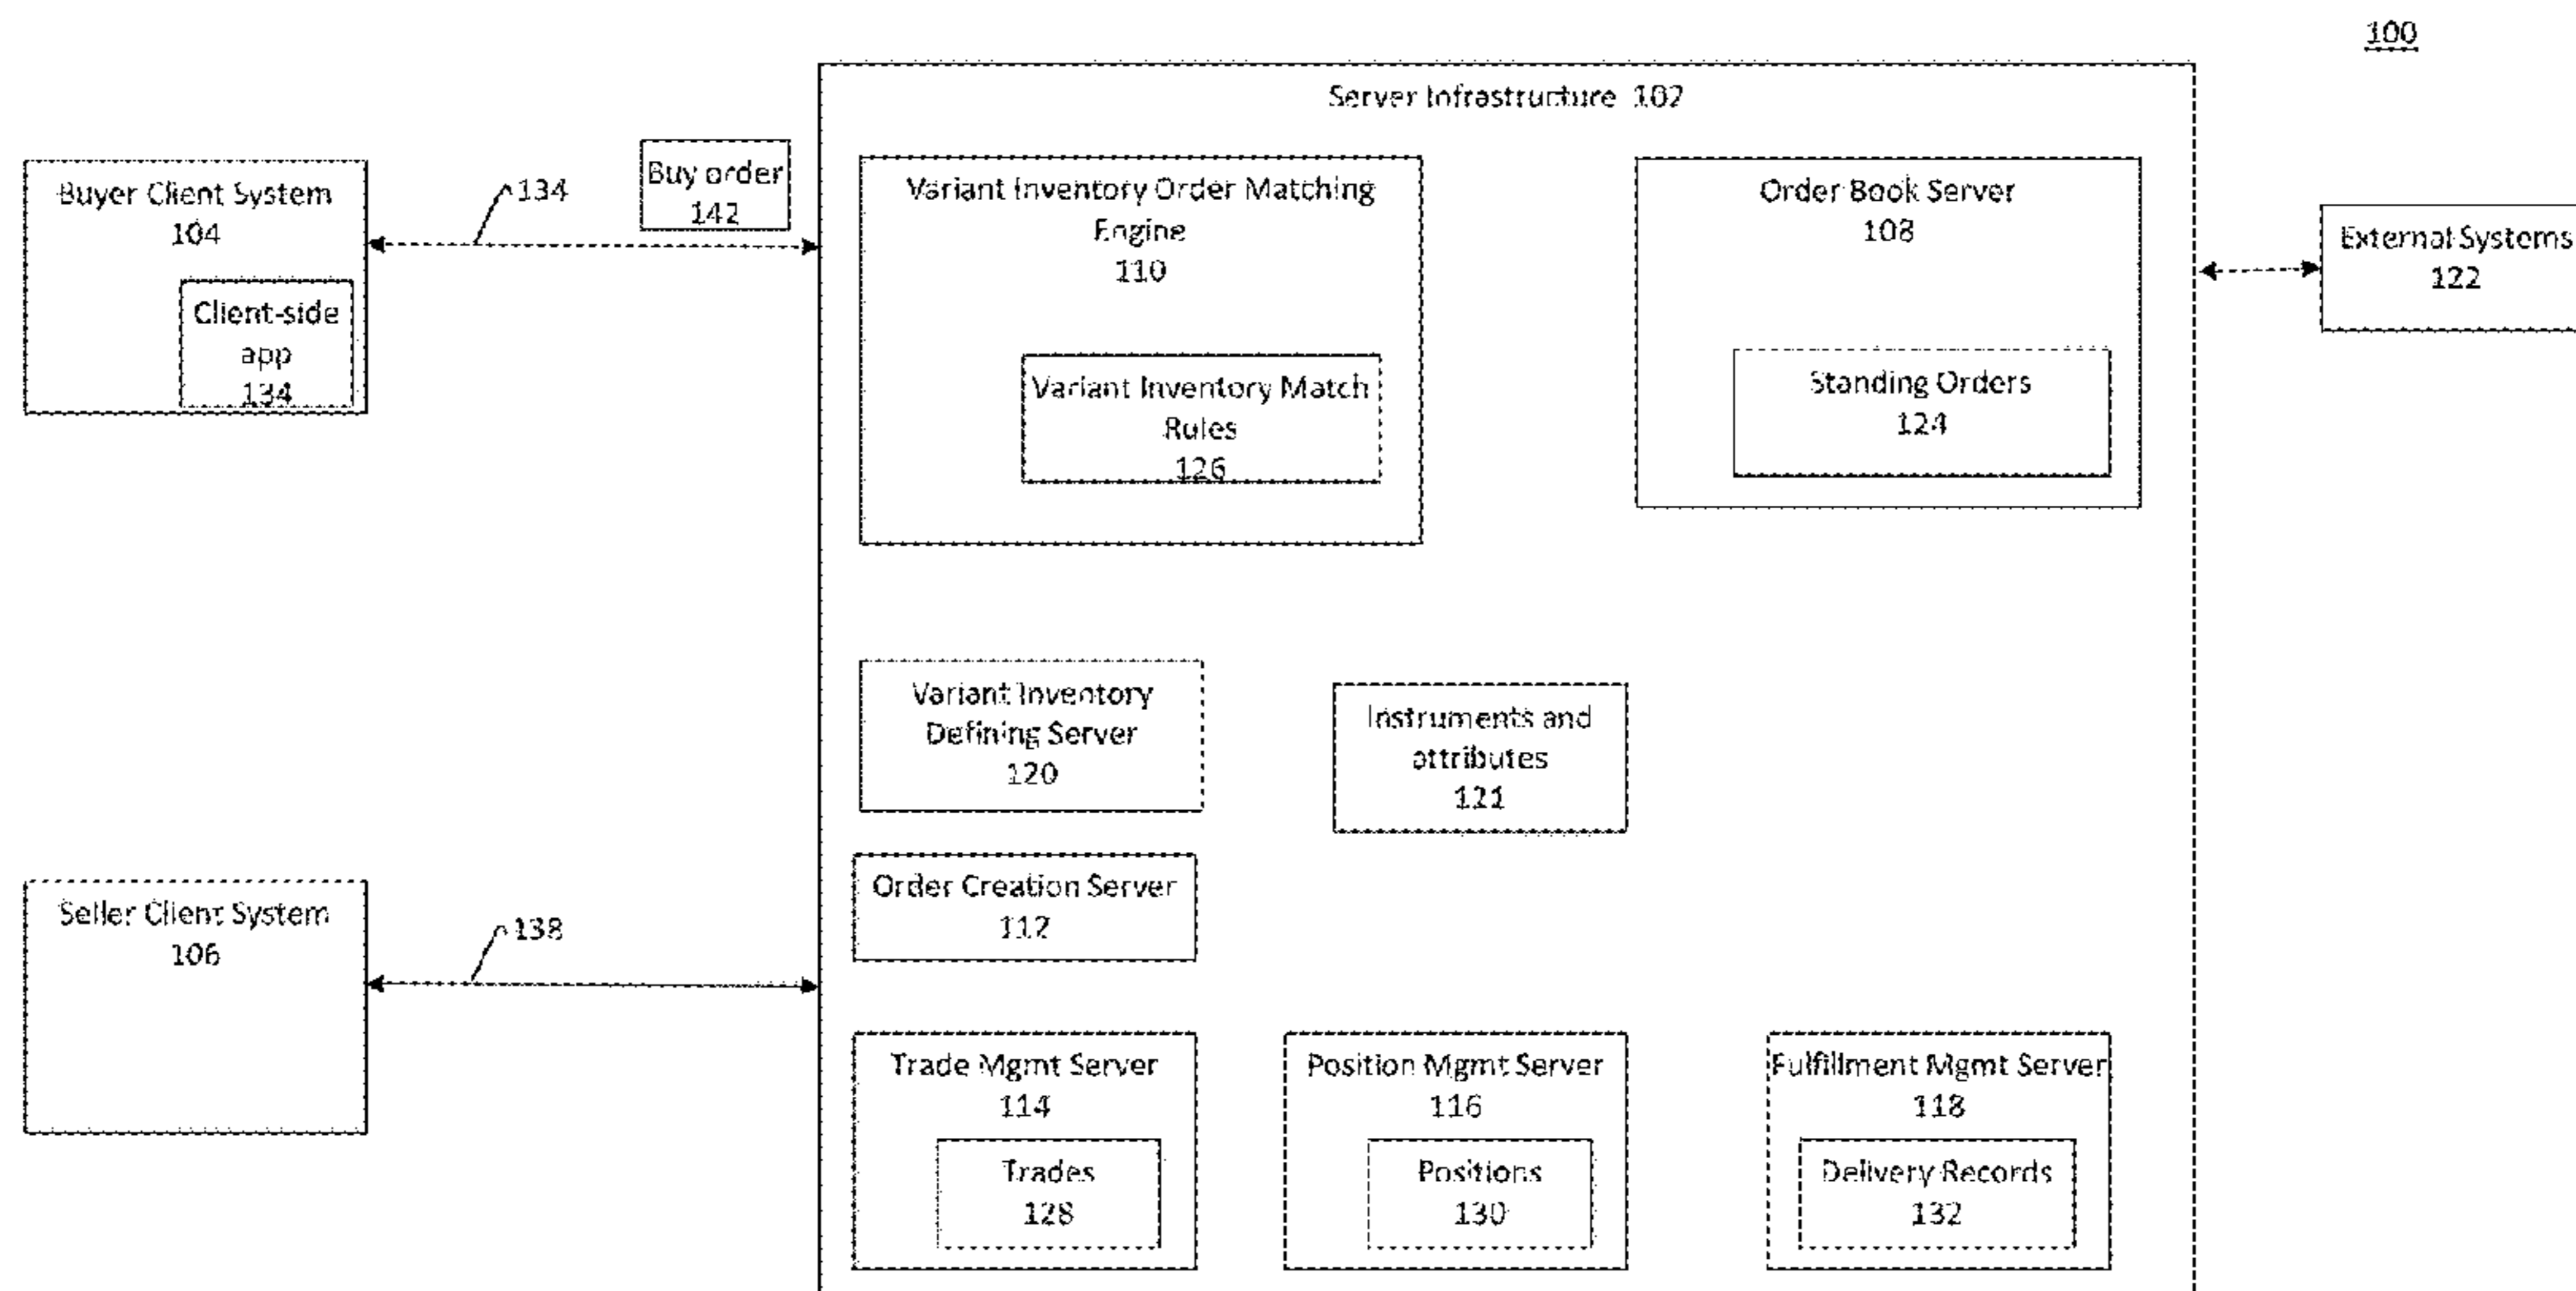 100
Server Infrastructure 102
Buyer Client System
104
Client-side
app
134
134
Buy order
142
Variant Inventory Order Matching
Engine
110
Variant Inventory Match
Rules
126
Order Book Server
108
Standing Orders
124
External Systems
122
Variant Inventory
Defining Server
120
Instruments and
attributes
121
Order Creation Server
112
Seller Client System
106
138
Trade Mgmt Server
114
Trades
128
Position Mgmt Server
116
Positions
130
Fulfillment Mgmt Server
118
Delivery Records
132